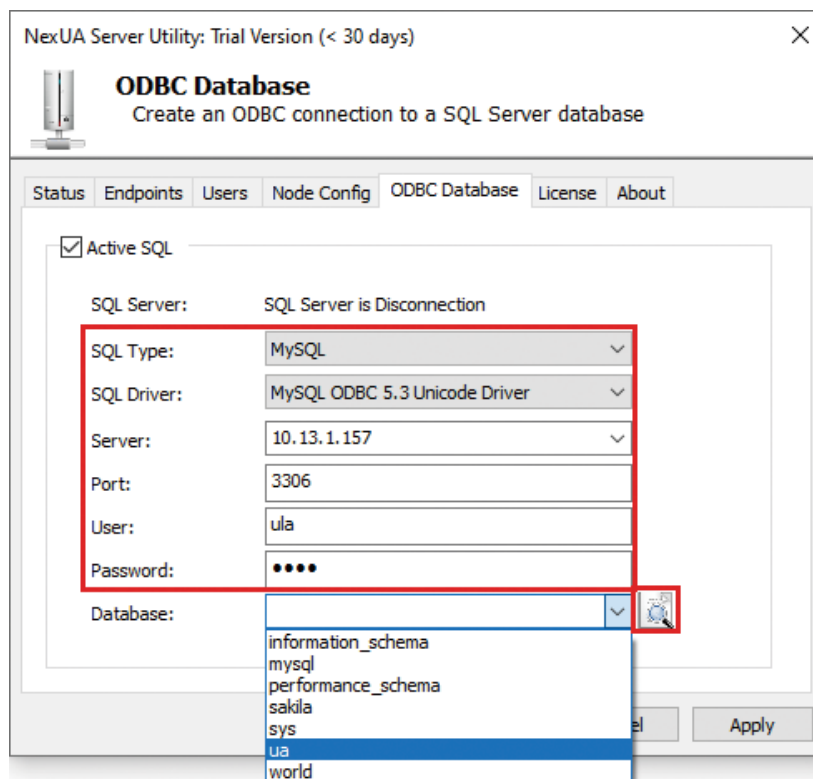 NexUA Server Utility: Trial Version (< 30 days)
ODBC Database
Create an ODBC connection to a SQL Server database
Status Endpoints Users Node Config ODBC Database License About
Active SQL
SQL Server: SQL Server is Disconnection
SQL Type: MySQL
SQL Driver: MySQL ODBC 5.3 Unicode Driver
Server: 10.13.1.157
Port: 3306
User: ula
Password: ••••
Database:
information_schema
mysql
performance_schema
sakila
sys
ua
world
Apply